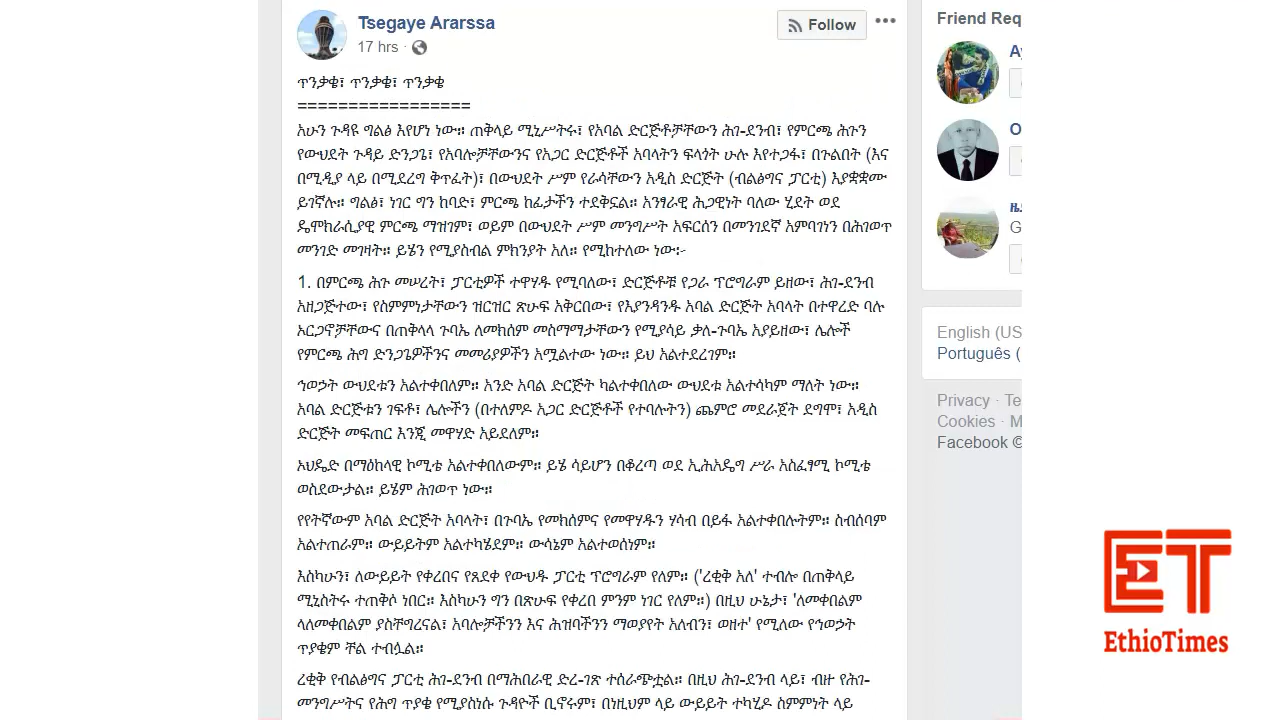 Tsegaye Ararssa
17 hrs ·
Follow
ጥንቃቄ፣ ጥንቃቄ፣ ጥንቃቄ
=================
አሁን ጉዳዩ ግልፅ እየሆነ ነው። ጠቅላይ ሚኒሥትሩ፣ የአባል ድርጅቶቻቸውን ሕገ-ደንብ፣ የምርጫ ሕጉን
የውህደት ጉዳይ ድንጋጌ፣ የአባሎቻቸውንና የአጋር ድርጅቶች አባላትን ፍላጎት ሁሉ እየተጋፋ፣ በጉልበት (እና
በሚዲያ ላይ በሚደረግ ቅጥፈት)፣ በውህደት ሥም የራሳቸውን አዲስ ድርጅት (ብልፅግና ፓርቲ) እያቋቋሙ
ይገኛሉ። ግልፅ፣ ነገር ግን ከባድ፣ ምርጫ ከፊታችን ተደቅኗል። አንፃራዊ ሕጋዊነት ባለው ሂደት ወደ
ዴሞክራሲያዊ ምርጫ ማዝገም፣ ወይም በውህደት ሥም መንግሥት አፍርሰን በመንገደኛ አምባገነን በሕገወጥ
መንገድ መገዛት። ይሄን የሚያስብል ምክንያት አለ። የሚከተለው ነው፦
1. በምርጫ ሕጉ መሠረት፣ ፓርቲዎች ተዋሃዱ የሚባለው፣ ድርጅቶቹ የጋራ ፕሮግራም ይዘው፣ ሕገ-ደንብ
አዘጋጅተው፣ የስምምነታቸውን ዝርዝር ጽሁፍ አቅርበው፣ የእያንዳንዱ አባል ድርጅት አባላት በተዋረድ ባሉ
ኦርጋኖቻቸውና በጠቅላላ ጉባኤ ለመክሰም መስማማታቸውን የሚያሳይ ቃለ-ጉባኤ አያይዘው፣ ሌሎች
የምርጫ ሕግ ድንጋጌዎችንና መመሪያዎችን አሟልተው ነው። ይህ አልተደረገም።
ኅወኃት ውህደቱን አልተቀበለም። አንድ አባል ድርጅት ካልተቀበለው ውህደቱ አልተሳካም ማለት ነው።
አባል ድርጅቱን ገፍቶ፣ ሌሎችን (በተለምዶ አጋር ድርጅቶች የተባሉትን) ጨምሮ መደራጀት ደግሞ፣ አዲስ
ድርጅት መፍጠር እንጂ መዋሃድ አይደለም።
ኦህዴድ በማዕከላዊ ኮሚቴ አልተቀበለውም። ይሄ ሳይሆን በቆረጣ ወደ ኢሕአዴግ ሥራ አስፈፃሚ ኮሚቴ
ወስደውታል። ይሄም ሕገወጥ ነው።
የየትኛውም አባል ድርጅት አባላት፣ በጉባኤ የመክሰምና የመዋሃዱን ሃሳብ በይፋ አልተቀበሉትም። ስብሰባም
አልተጠራም። ውይይትም አልተካሄደም። ውሳኔም አልተወሰነም።
እስካሁን፣ ለውይይት የቀረበና የጸደቀ የውህዱ ፓርቲ ፕሮግራም የለም። ('ረቂቅ አለ' ተብሎ በጠቅላይ
ሚኒስትሩ ተጠቅሶ ነበር። እስካሁን ግን በጽሁፍ የቀረበ ምንም ነገር የለም።) በዚህ ሁኔታ፣ 'ለመቀበልም
ላለመቀበልም ያስቸግረናል፣ አባሎቻችንን እና ሕዝባችንን ማወያየት አለብን፣ ወዘተ' የሚለው የኅወኃት
ጥያቄም ቸል ተብሏል።
ረቂቅ የብልፅግና ፓርቲ ሕገ-ደንብ በማሕበራዊ ድረ-ገጽ ተሰራጭቷል። በዚህ ሕገ-ደንብ ላይ፣ ብዙ የሕገ-
መንግሥትና የሕግ ጥያቄ የሚያስነሱ ጉዳዮች ቢኖሩም፣ በነዚህም ላይ ውይይት ተካሂዶ ስምምነት ላይ
Friend Req
English (US
Português (
Privacy · Te
Cookies · M
Facebook ©
ET
EthioTimes